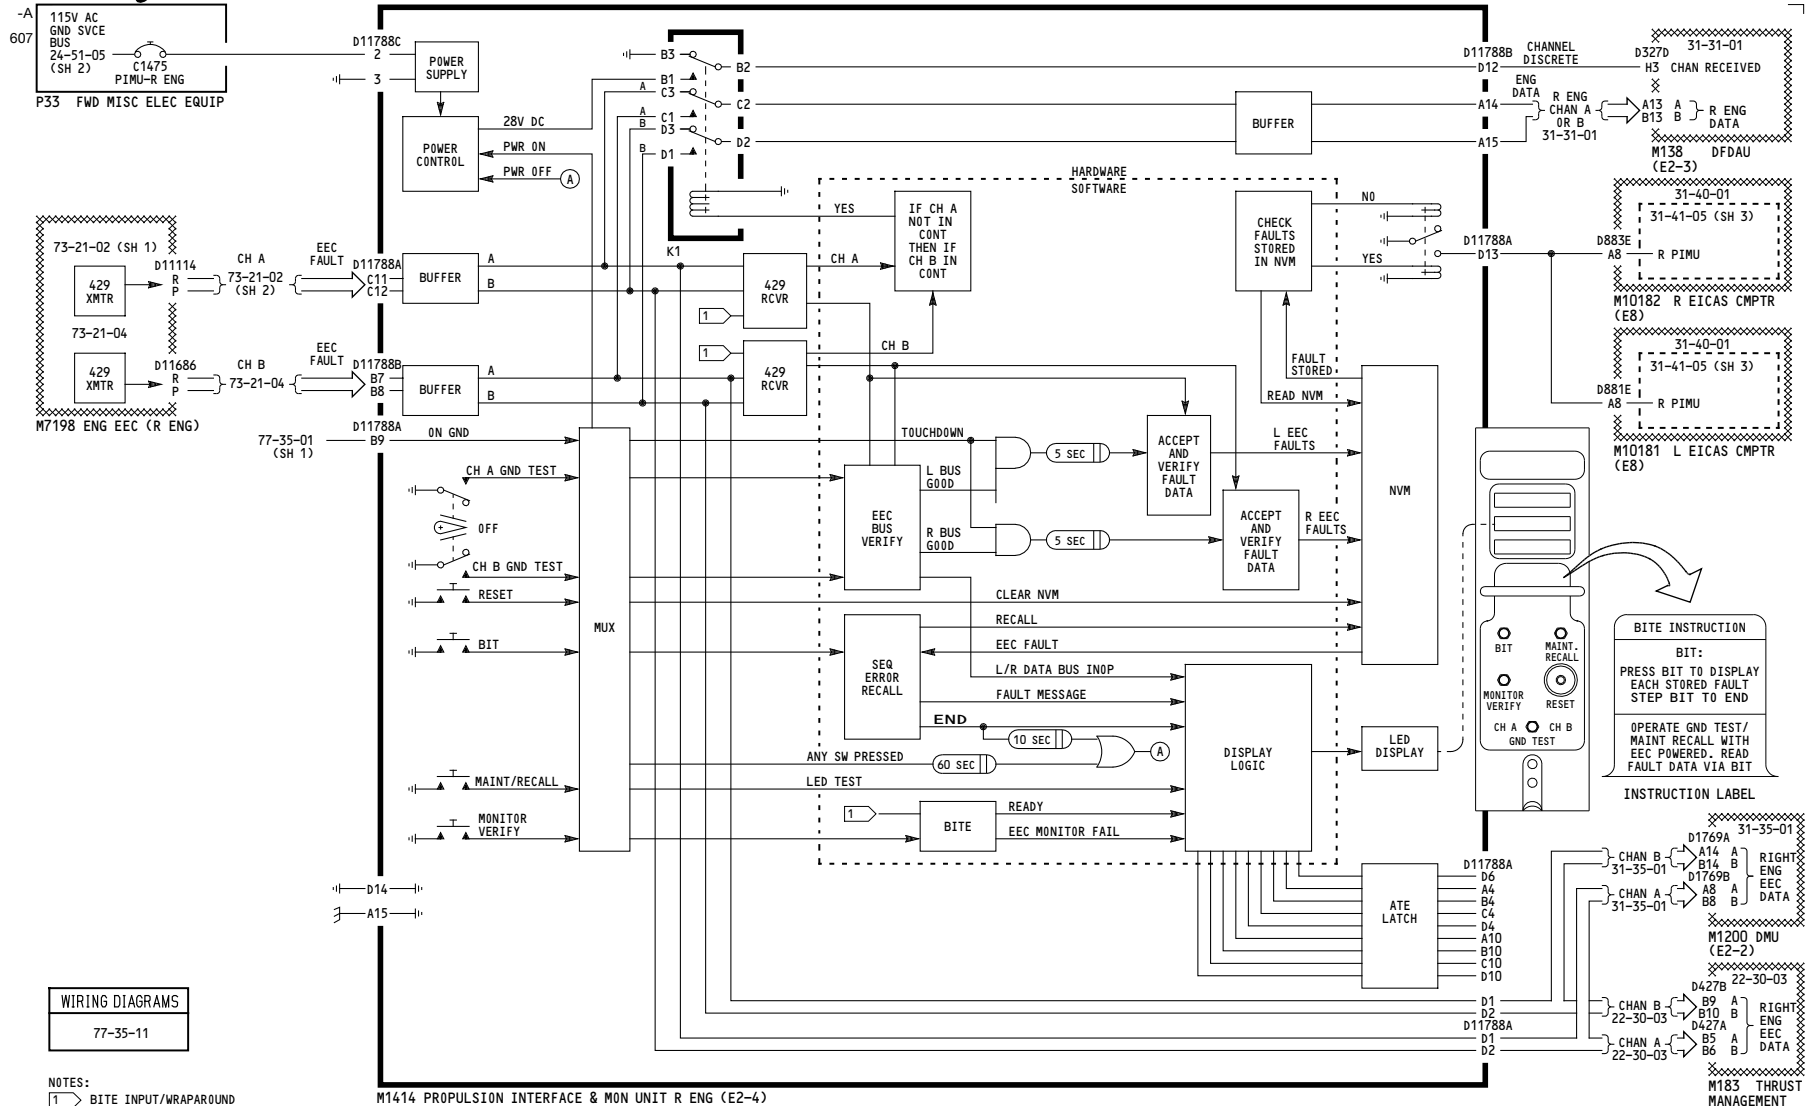 -A
607
115V AC
GND SVCE
BUS
24-51-05
(SH 2)
C1475
PIMU-R ENG
P33 FWD MISC ELEC EQUIP
D11788C
2
3
POWER
SUPPLY
POWER
CONTROL
28V DC
PWR ON
PWR OFF
A
B3
B1
A
C3
A
C1
B
D3
B
D1
B2
C2
D2
K1
BUFFER
D11788B
D12
CHANNEL
DISCRETE
ENG
DATA
A14
A15
R ENG
CHAN A
OR B
31-31-01
D327D
H3
31-31-01
CHAN RECEIVED
A13 A
B13 B
R ENG
DATA
M138 DFDAU
(E2-3)
HARDWARE
SOFTWARE
YES
IF CH A
NOT IN
CONT
THEN IF
CH B IN
CONT
CHECK
FAULTS
STORED
IN NVM
NO
YES
D11788A
D13
31-40-01
31-41-05 (SH 3)
D883E
A8
R PIMU
M10182 R EICAS CMPTR
(E8)
31-40-01
31-41-05 (SH 3)
D881E
A8
R PIMU
M10181 L EICAS CMPTR
(E8)
73-21-02 (SH 1)
429
XMTR
73-21-04
429
XMTR
M7198 ENG EEC (R ENG)
D11114
R
P
CH A
73-21-02
(SH 2)
EEC
FAULT
D11788A
C11
C12
BUFFER
A
B
D11686
R
P
CH B
73-21-04
EEC
FAULT
D11788B
B7
B8
BUFFER
A
B
429
RCVR
1
1
429
RCVR
CH A
CH B
FAULT
STORED
READ NVM
77-35-01
(SH 1)
D11788A
B9
ON GND
CH A GND TEST
OFF
CH B GND TEST
RESET
BIT
MAINT/RECALL
MONITOR
VERIFY
MUX
TOUCHDOWN
L BUS
GOOD
R BUS
GOOD
EEC
BUS
VERIFY
5 SEC
5 SEC
ACCEPT
AND
VERIFY
FAULT
DATA
ACCEPT
AND
VERIFY
FAULT
DATA
L EEC
FAULTS
R EEC
FAULTS
NVM
CLEAR NVM
RECALL
EEC FAULT
SEQ
ERROR
RECALL
L/R DATA BUS INOP
FAULT MESSAGE
END
10 SEC
ANY SW PRESSED
60 SEC
A
LED TEST
1
BITE
READY
EEC MONITOR FAIL
DISPLAY
LOGIC
LED
DISPLAY
BIT
MAINT.
RECALL
MONITOR
VERIFY
RESET
CH A
CH B
GND TEST
BITE INSTRUCTION
BIT:
PRESS BIT TO DISPLAY
EACH STORED FAULT
STEP BIT TO END
OPERATE GND TEST/
MAINT RECALL WITH
EEC POWERED. READ
FAULT DATA VIA BIT
INSTRUCTION LABEL
D14
A15
ATE
LATCH
D11788A
D6
A4
B4
C4
D4
A10
B10
C10
D10
D1
D2
D11788A
D1
D2
CHAN B
31-35-01
CHAN A
31-35-01
31-35-01
D1769A
A14 A
B14 B
D1769B
A8 A
B8 B
RIGHT
ENG
EEC
DATA
M1200 DMU
(E2-2)
CHAN B
22-30-03
CHAN A
22-30-03
22-30-03
D427B
B9 A
B10 B
D427A
B5 A
B6 B
RIGHT
ENG
EEC
DATA
M183 THRUST
MANAGEMENT
WIRING DIAGRAMS
77-35-11
NOTES:
1 BITE INPUT/WRAPAROUND
M1414 PROPULSION INTERFACE & MON UNIT R ENG (E2-4)